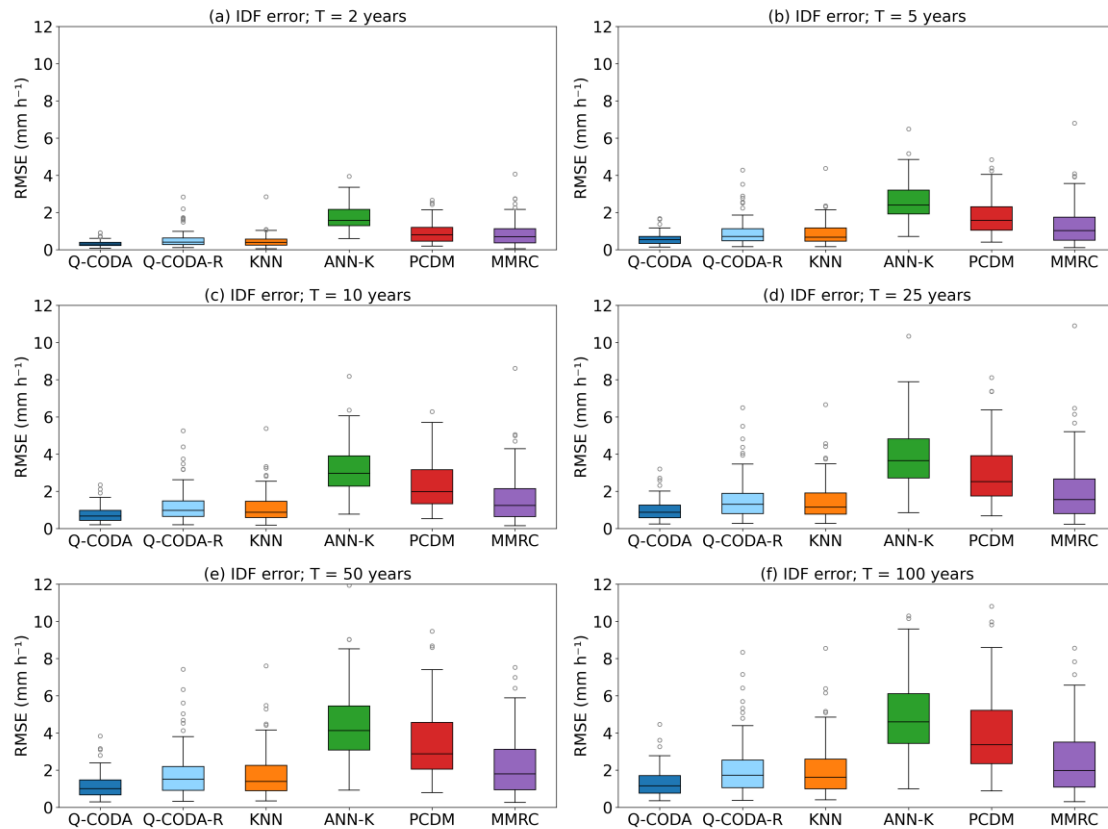 (a) IDF error; T = 2 years
12
10
8
6
4
2
0
RMSE (mm h⁻¹)
Q-CODA Q-CODA-R KNN ANN-K PCDM MMRC
(b) IDF error; T = 5 years
12
10
8
6
4
2
0
RMSE (mm h⁻¹)
Q-CODA Q-CODA-R KNN ANN-K PCDM MMRC
(c) IDF error; T = 10 years
12
10
8
6
4
2
0
RMSE (mm h⁻¹)
Q-CODA Q-CODA-R KNN ANN-K PCDM MMRC
(d) IDF error; T = 25 years
12
10
8
6
4
2
0
RMSE (mm h⁻¹)
Q-CODA Q-CODA-R KNN ANN-K PCDM MMRC
(e) IDF error; T = 50 years
12
10
8
6
4
2
0
RMSE (mm h⁻¹)
Q-CODA Q-CODA-R KNN ANN-K PCDM MMRC
(f) IDF error; T = 100 years
12
10
8
6
4
2
0
RMSE (mm h⁻¹)
Q-CODA Q-CODA-R KNN ANN-K PCDM MMRC